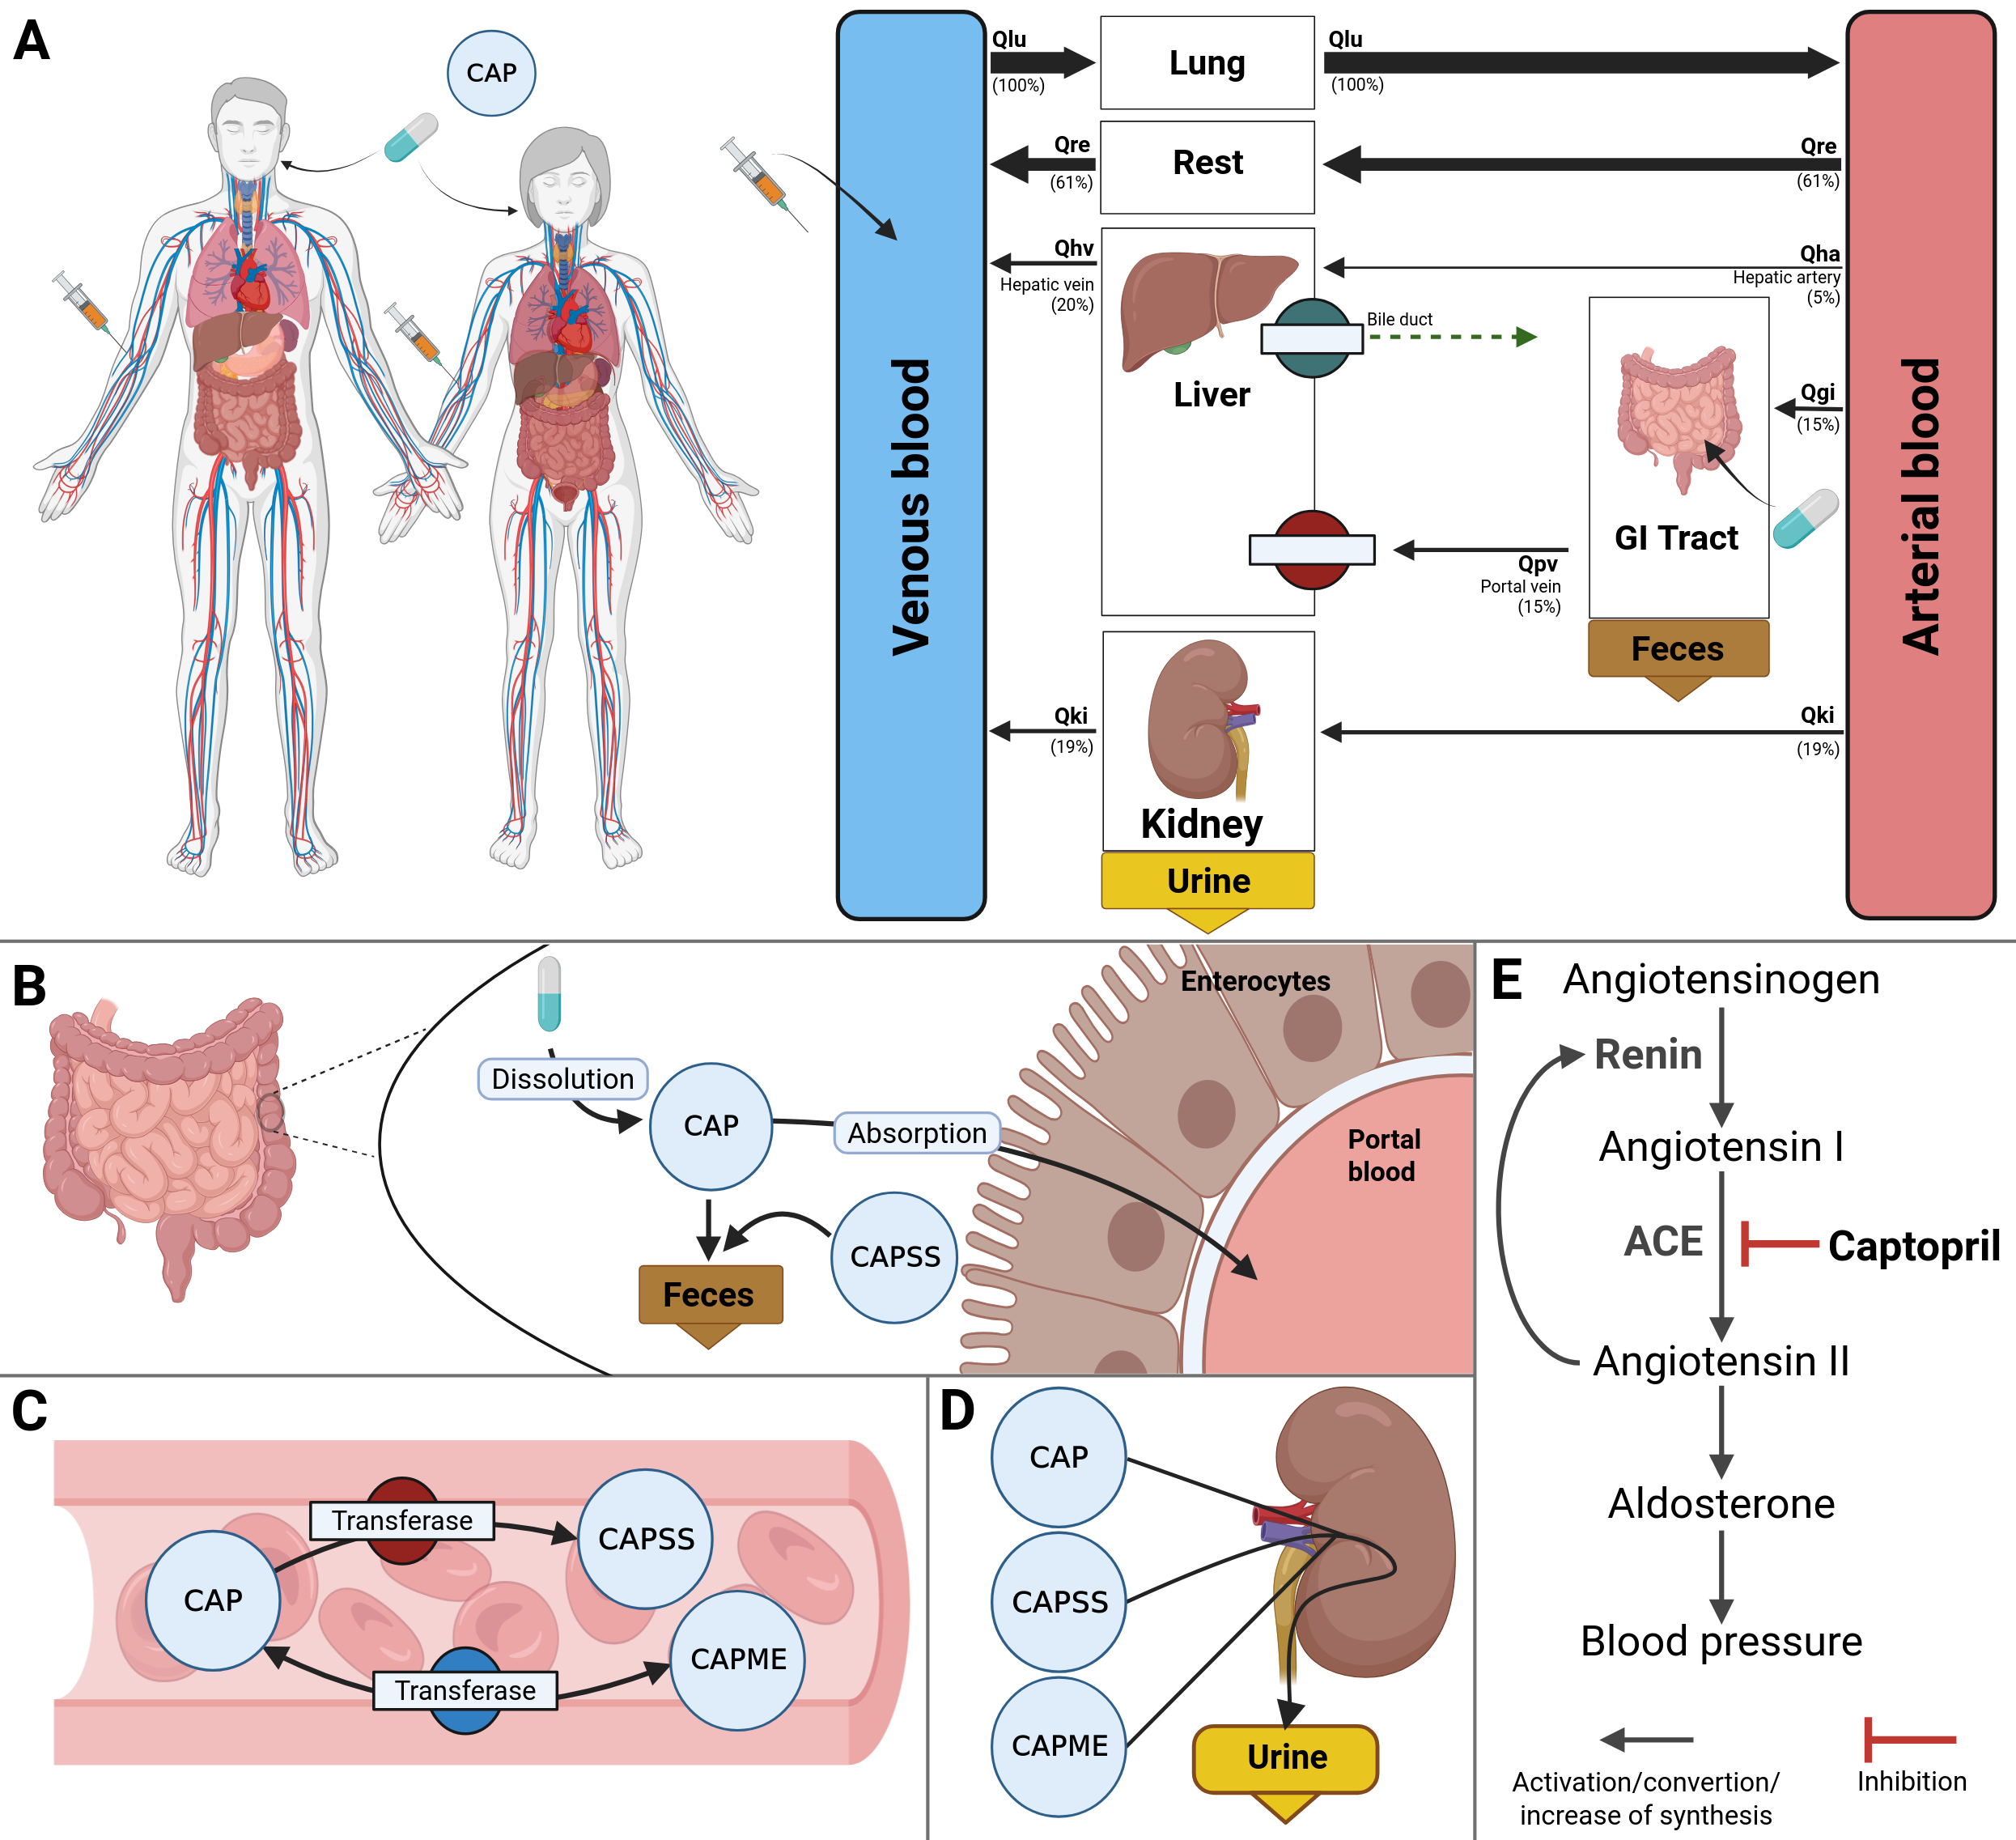 A
CAP
Venous blood
Arterial blood
Qlu
(100%)
Lung
Qlu
(100%)
Qre
(61%)
Rest
Qre
(61%)
Qhv
Hepatic vein
(20%)
Liver
Bile duct
Qha
Hepatic artery
(5%)
Qgi
(15%)
GI Tract
Qpv
Portal vein
(15%)
Feces
Qki
(19%)
Kidney
Qki
(19%)
Urine
B
Dissolution
CAP
Absorption
CAPSS
Feces
Enterocytes
Portal
blood
C
CAP
Transferase
CAPSS
Transferase
CAPME
D
CAP
CAPSS
CAPME
Urine
E
Angiotensinogen
Renin
Angiotensin I
ACE
Captopril
Angiotensin II
Aldosterone
Blood pressure
Activation/convertion/
increase of synthesis
Inhibition